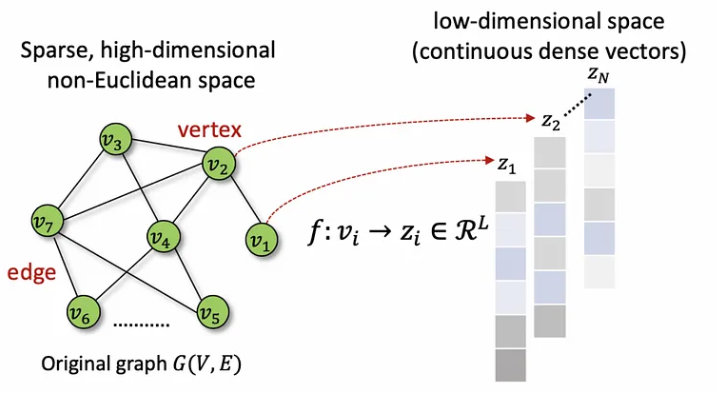 Sparse, high-dimensional
non-Euclidean space
low-dimensional space
(continuous dense vectors)
z_N
z_2
z_1
vertex
v_3
v_2
v_7
v_4
v_1
f: v_i → z_i ∈ ℛ^L
edge
v_6
v_5
Original graph G(V, E)